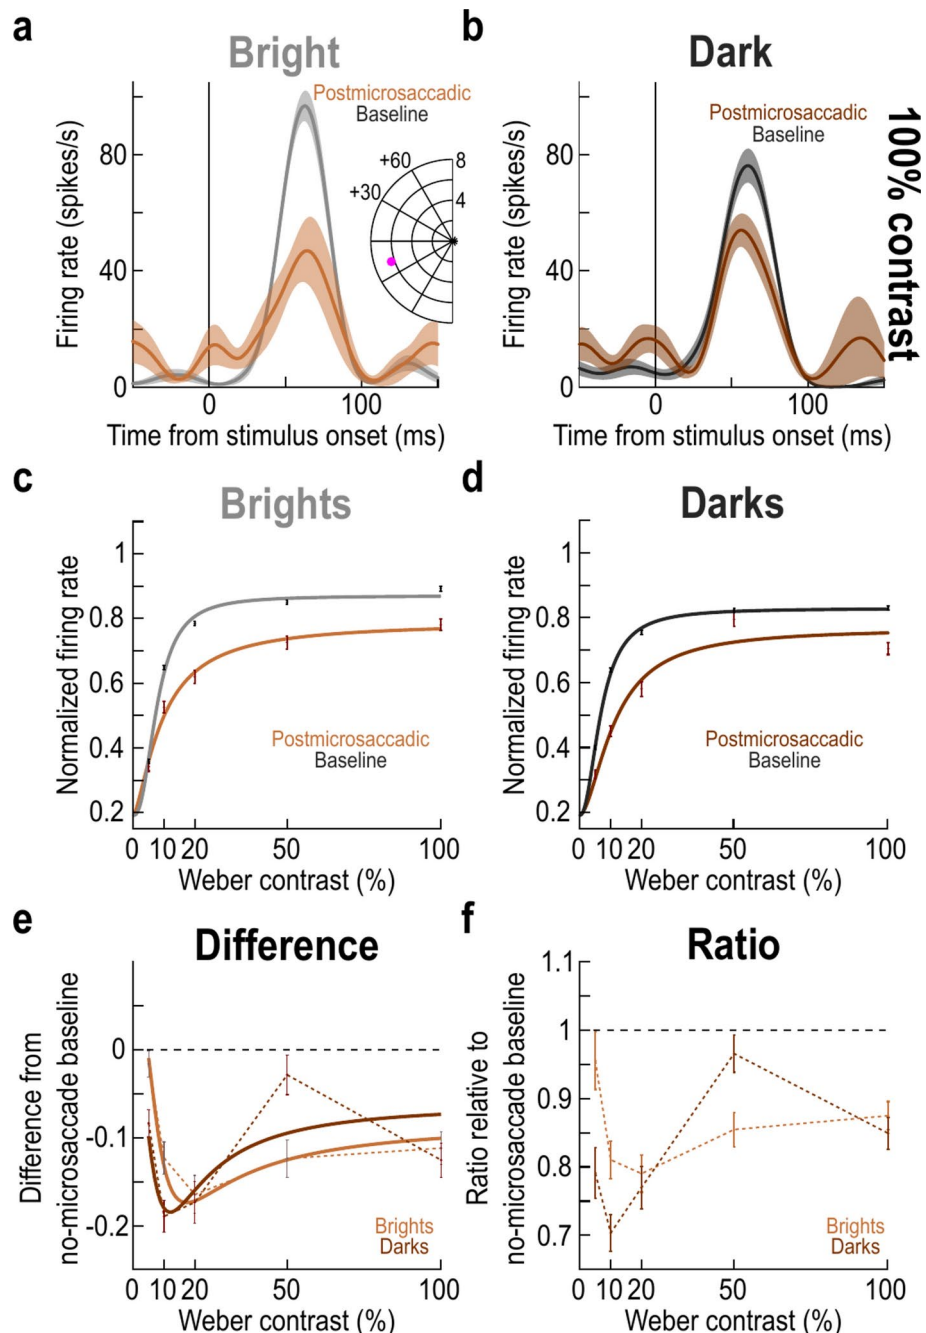 a
Bright
Postmicrosaccadic
Baseline
Firing rate (spikes/s)
80
40
0
+60
+30
8
4
0
100
Time from stimulus onset (ms)
b
Dark
Postmicrosaccadic
Baseline
100% contrast
Firing rate (spikes/s)
80
40
0
0
100
Time from stimulus onset (ms)
c
Brights
Normalized firing rate
1
0.8
0.6
0.4
0.2
Postmicrosaccadic
Baseline
0 10 20 50 100
Weber contrast (%)
d
Darks
Normalized firing rate
1
0.8
0.6
0.4
0.2
Postmicrosaccadic
Baseline
0 10 20 50 100
Weber contrast (%)
e
Difference
Difference from
no-microsaccade baseline
0
-0.1
-0.2
Brights
Darks
0 10 20 50 100
Weber contrast (%)
f
Ratio
Ratio relative to
no-microsaccade baseline
1.1
1
0.9
0.8
0.7
Brights
Darks
0 10 20 50 100
Weber contrast (%)